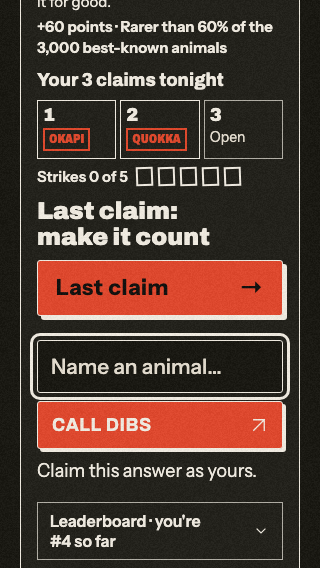 it for good.
+60 points · Rarer than 60% of the
3,000 best-known animals
Your 3 claims tonight
1
OKAPI
2
QUOKKA
3
Open
Strikes 0 of 5
Last claim:
make it count
Last claim →
Name an animal...
CALL DIBS
Claim this answer as yours.
Leaderboard · you're
#4 so far